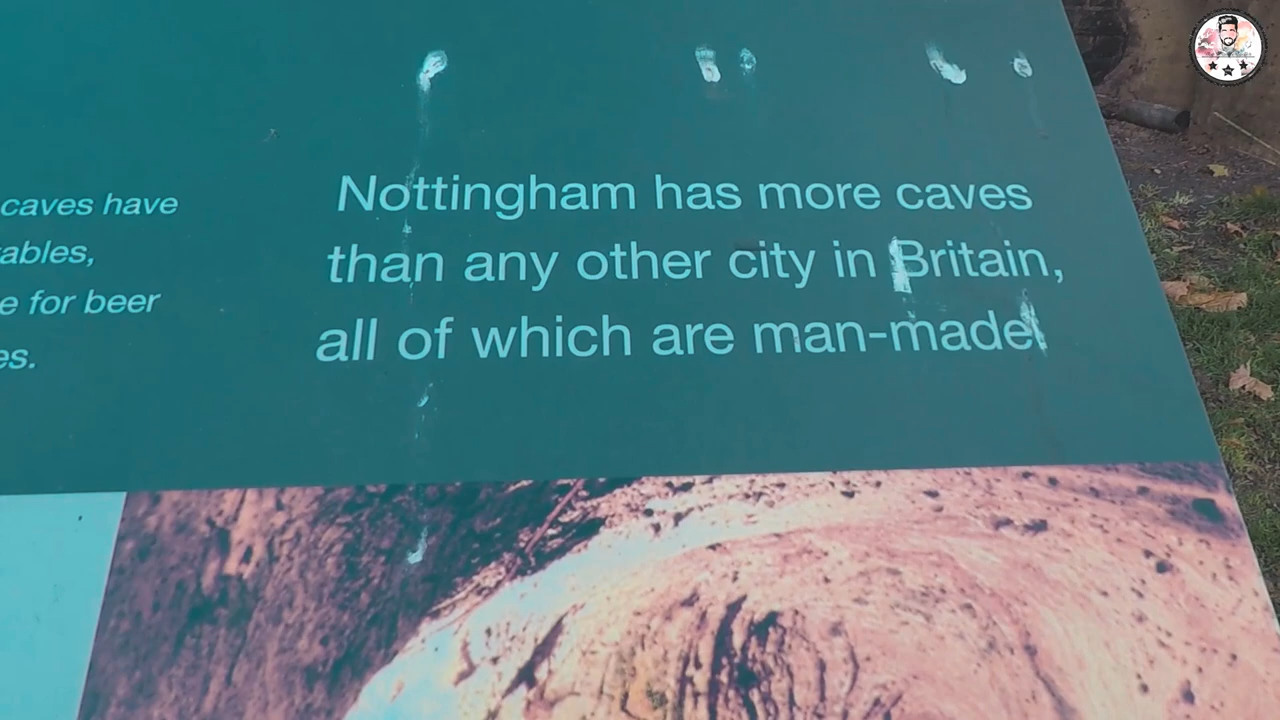 caves have
ables,
e for beer
es.
Nottingham has more caves
than any other city in Britain,
all of which are man-made.